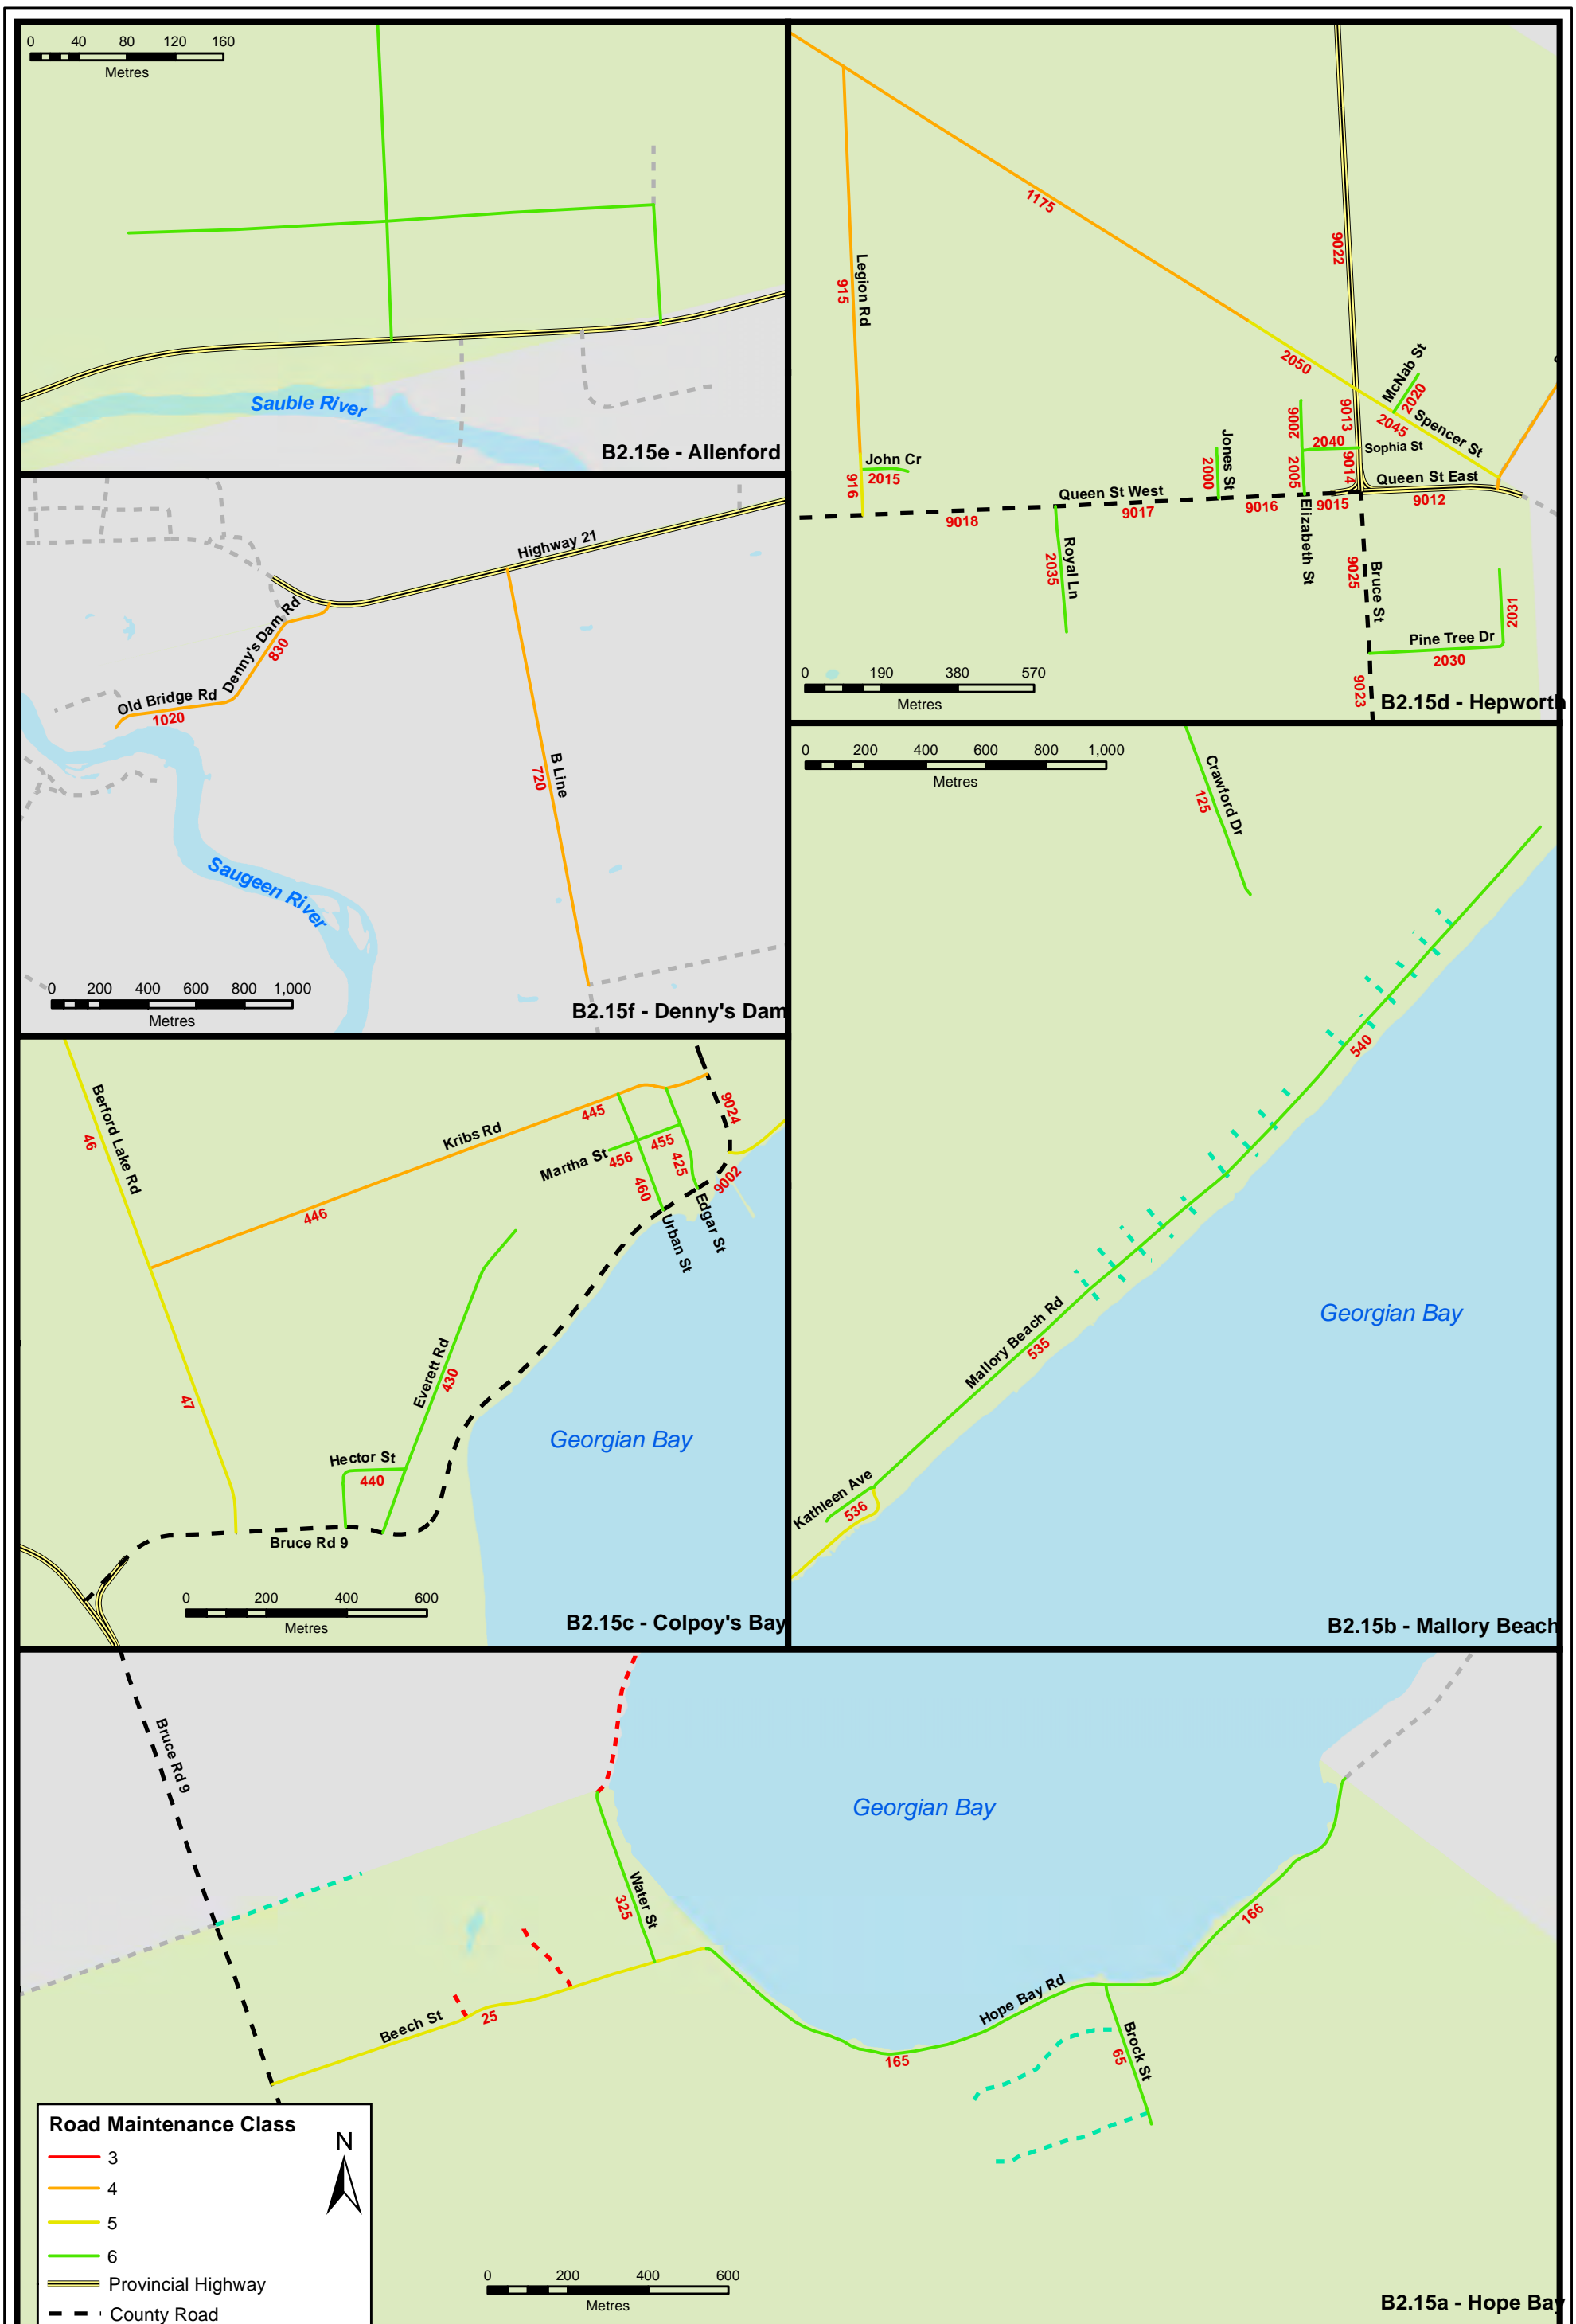 0 40 80 120 160
Metres
Sauble River
B2.15e - Allenford
1175
Legion Rd
915
9022
2050
McNab St
2020
2045
Spencer St
9013
9002
2040
Sophia St
9014
2005
John Cr
2015
916
Jones St
2000
Queen St West
Queen St East
9018
9017
9016
9015
9012
Elizabeth St
Royal Ln
2035
9025
Bruce St
2031
Pine Tree Dr
2030
9023
0 190 380 570
Metres
B2.15d - Hepworth
Highway 21
Denny's Dam Rd
830
Old Bridge Rd
1020
B Line
720
Saugeen River
0 200 400 600 800 1,000
Metres
B2.15f - Denny's Dam
0 200 400 600 800 1,000
Metres
Crawford Dr
125
540
Mallory Beach Rd
535
Georgian Bay
Kathleen Ave
536
B2.15b - Mallory Beach
Berford Lake Rd
46
Kribs Rd
445
9024
Martha St
456
455
425
460
9002
446
Edgar St
Urban St
47
Everett Rd
430
Georgian Bay
Hector St
440
Bruce Rd 9
0 200 400 600
Metres
B2.15c - Colpoy's Bay
Bruce Rd 9
Georgian Bay
Water St
325
166
Hope Bay Rd
Beech St
25
165
Brock St
65
Road Maintenance Class
N
3
4
5
6
Provincial Highway
County Road
0 200 400 600
Metres
B2.15a - Hope Bay